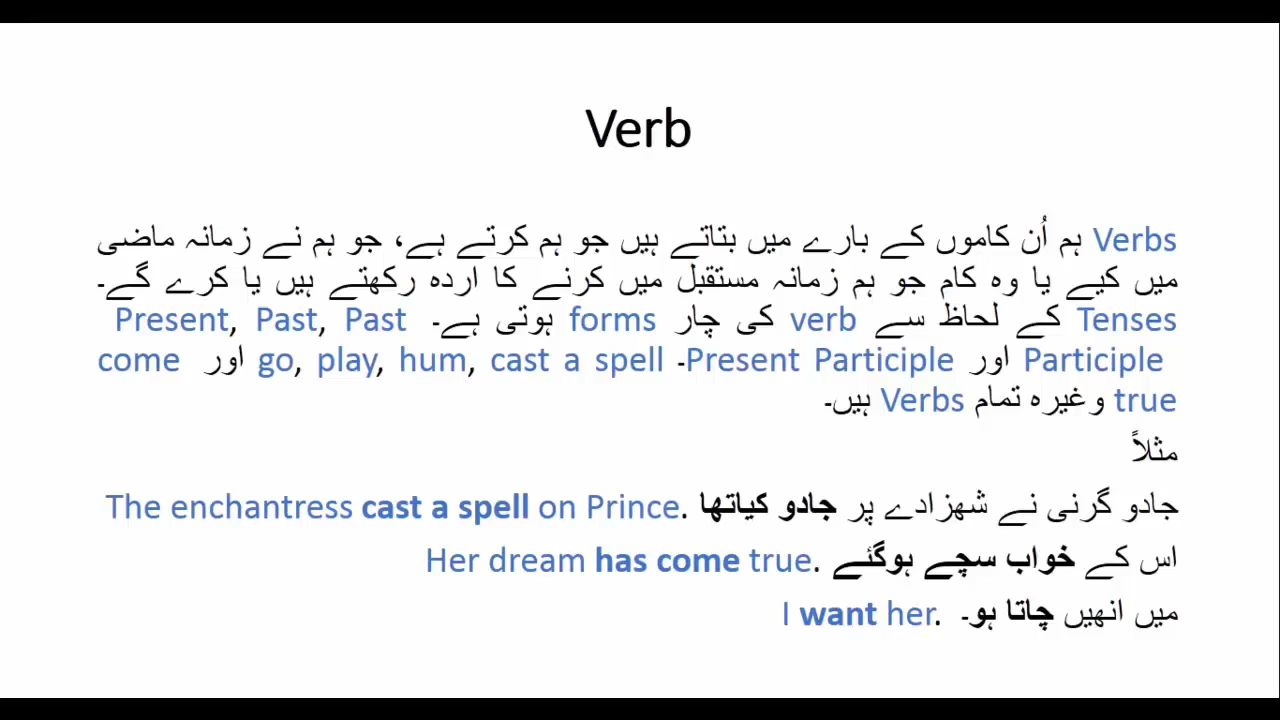 Verb
Verbs ہم اُن کاموں کے بارے میں بتاتے ہیں جو ہم کرتے ہے، جو ہم نے زمانہ ماضی
میں کیے یا وہ کام جو ہم زمانہ مستقبل میں کرنے کا اردہ رکھتے ہیں یا کرے گے۔
Tenses کے لحاظ سے verb کی چار forms ہوتی ہے۔ Present, Past, Past
Participle اور Present Participle۔ go, play, hum, cast a spell اور come
true وغیرہ تمام Verbs ہیں۔
مثلاً
جادو گرنی نے شھزادے پر جادو کیاتھا .The enchantress cast a spell on Prince
اس کے خواب سچے ہوگئے .Her dream has come true
میں انھیں چاتا ہو۔ .I want her